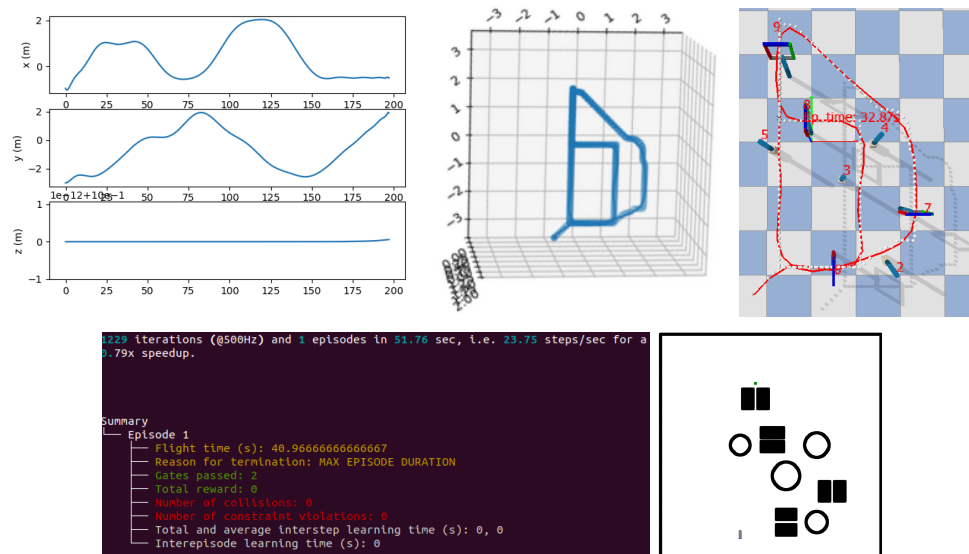 x (m)
2
0
0 25 50 75 100 125 150 175 200
y (m)
2
0
−2
0 25 50 75 100 125 150 175 200
z (m)
1
0
−1
0 25 50 75 100 125 150 175 200
−3 −2 −1 0 1 2 3
3
2
1
0
−1
−2
−3
9
8
time: 32.87s
5
4
3
7
2
1229 iterations (@500Hz) and 1 episodes in 51.76 sec, i.e. 23.75 steps/sec for a
0.79x speedup.
Summary
Episode 1
Flight time (s): 40.96666666666667
Reason for termination: MAX EPISODE DURATION
Gates passed: 2
Total reward: 0
Number of collisions: 0
Number of constraint violations: 0
Total and average interstep learning time (s): 0, 0
Interepisode learning time (s): 0